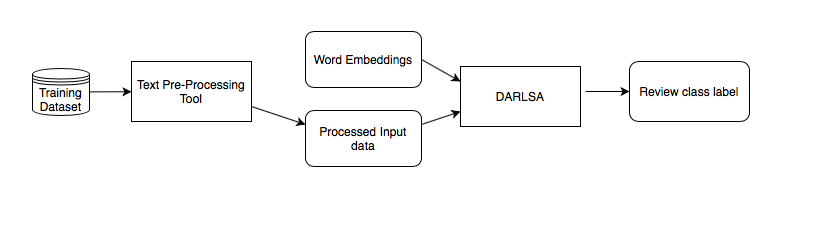 Training
Dataset
Text Pre-Processing
Tool
Word Embeddings
Processed Input
data
DARLSA
Review class label